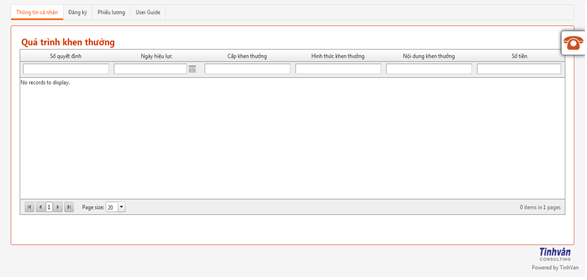 Thông tin cá nhân Đăng ký Phiếu lương User Guide
Quá trình khen thưởng
Số quyết định Ngày hiệu lực Cấp khen thưởng Hình thức khen thưởng Nội dung khen thưởng Số tiền
No records to display.
1 Page size: 20 0 items in 1 pages
Tinhvân
CONSULTING
Powered by TinhVan